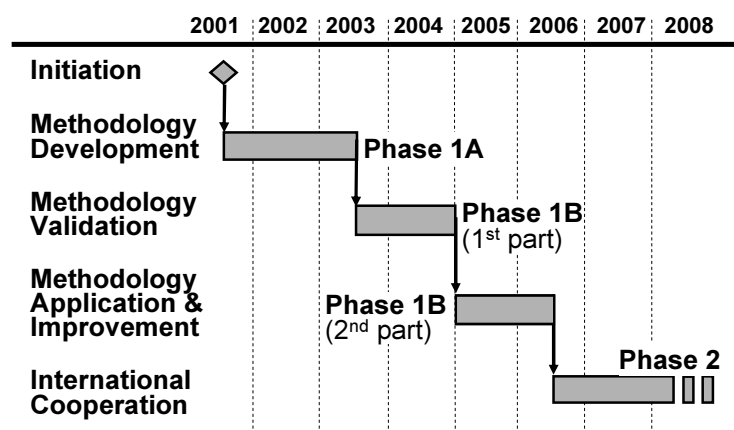 2001 2002 2003 2004 2005 2006 2007 2008
Initiation
Methodology
Development
Phase 1A
Methodology
Validation
Phase 1B
(1st part)
Methodology
Application &
Improvement
Phase 1B
(2nd part)
International
Cooperation
Phase 2